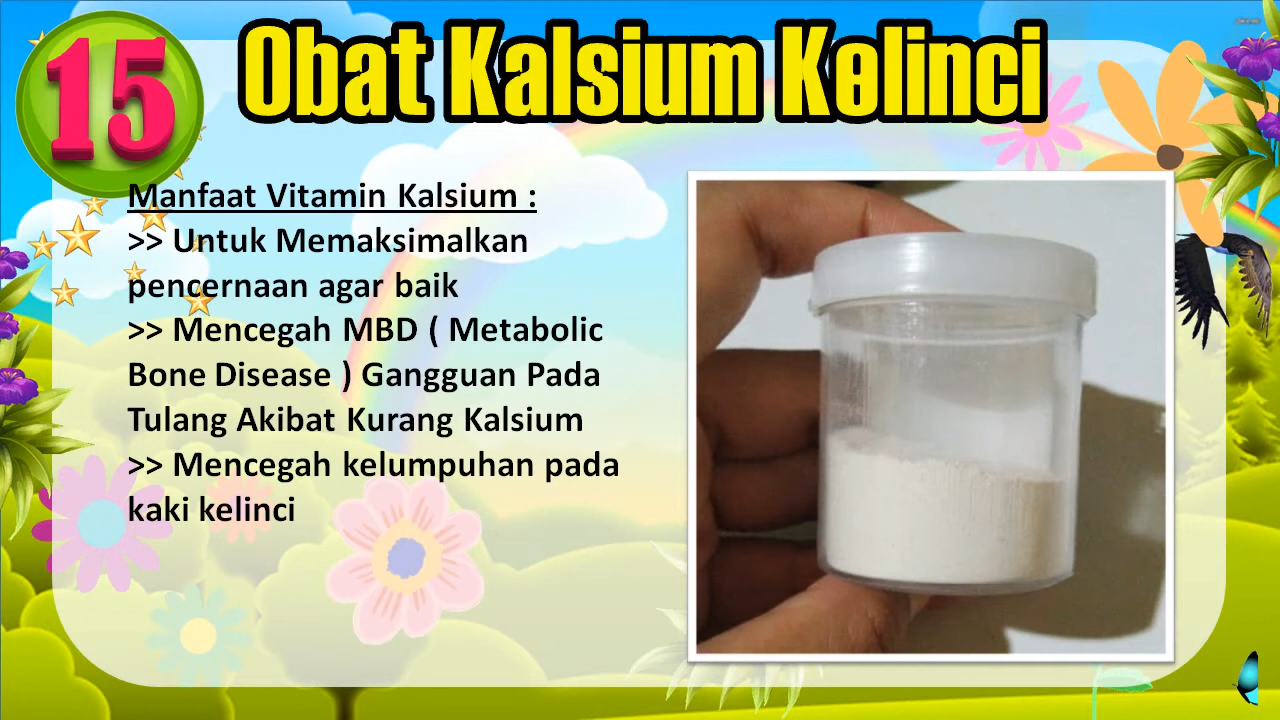 15
Obat Kalsium Kelinci
Manfaat Vitamin Kalsium :
>> Untuk Memaksimalkan
pencernaan agar baik
>> Mencegah MBD ( Metabolic
Bone Disease ) Gangguan Pada
Tulang Akibat Kurang Kalsium
>> Mencegah kelumpuhan pada
kaki kelinci